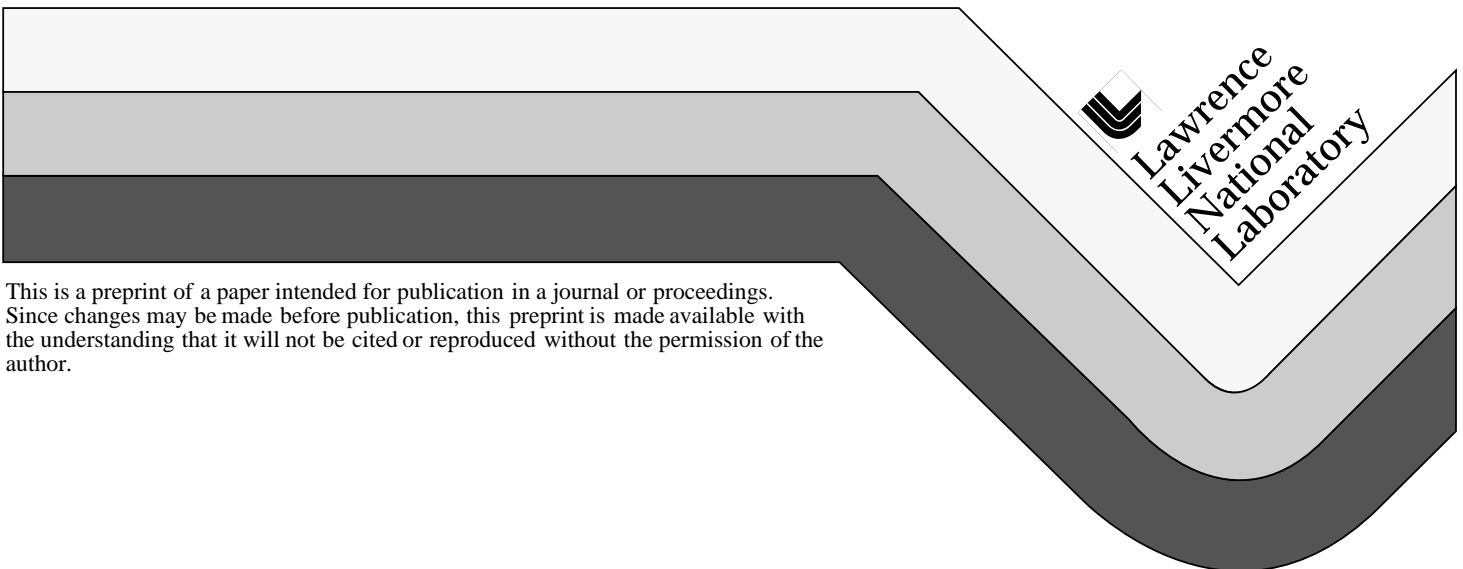 Lawrence
Livermore
National
Laboratory
This is a preprint of a paper intended for publication in a journal or proceedings.
Since changes may be made before publication, this preprint is made available with
the understanding that it will not be cited or reproduced without the permission of the
author.